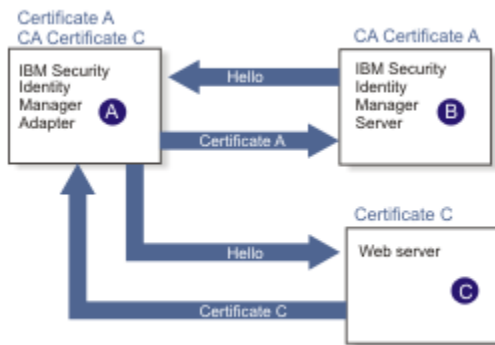 Certificate A
CA Certificate C
CA Certificate A
IBM Security
Identity
Manager
Adapter
A
Hello
IBM Security
Identity
Manager
Server
B
Certificate A
Certificate C
Hello
Web server
C
Certificate C